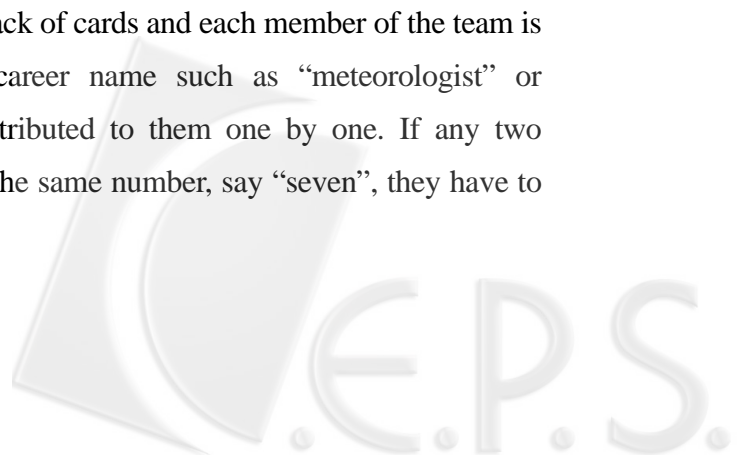 ack of cards and each member of the team is
career name such as “meteorologist” or
tributed to them one by one. If any two
he same number, say “seven”, they have to
C.E.P.S.